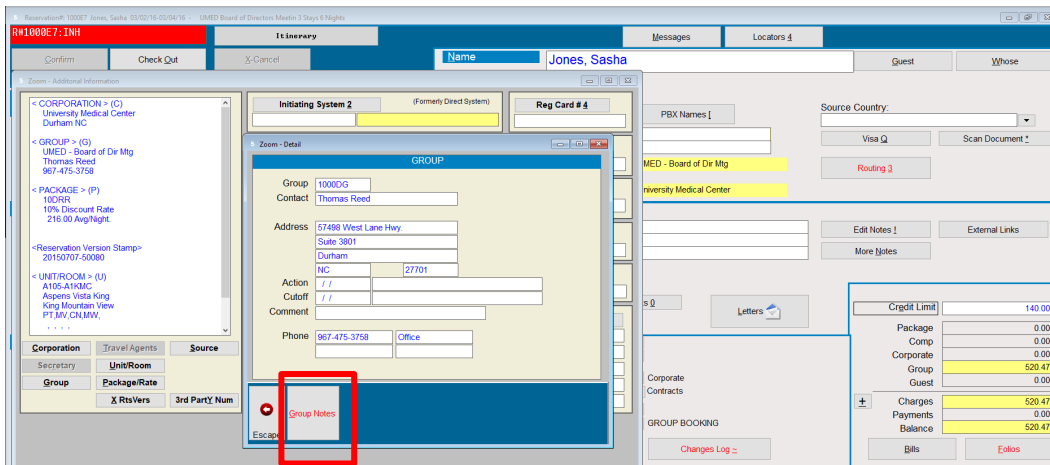 Reservation#: 1000E7 Jones, Sasha 03/02/16-03/04/16 - UMED Board of Directors Mastin 3 Stays 6 Nights
R#1000E7:INH
Itinerary
Messages
Locators 4
Confirm
Check Out
X-Cancel
Name
Jones, Sasha
Guest
Whose
Zoom - Additonal Information
< CORPORATION > (C)
University Medical Center
Durham NC
< GROUP > (G)
UMED - Board of Dir Mtg
Thomas Reed
967-475-3758
< PACKAGE > (P)
10DRR
10% Discount Rate
216.00 Avg/Night.
<Reservation Version Stamp>
20150707-50080
< UNIT/ROOM > (U)
A105-A1KMC
Aspens Vista King
King Mountain View
PT,MV,CN,MW,
, , , ,
Corporation
Travel Agents
Source
Secretary
Unit/Room
Group
Package/Rate
X RtsVers
3rd PartY Num
Initiating System 2
(Formerly Direct System)
Reg Card # 4
Zoom - Detail
GROUP
Group 1000DG
Contact Thomas Reed
Address 57498 West Lane Hwy.
Suite 3801
Durham
NC 27701
Action / /
Cutoff / /
Comment
Phone 967-475-3758 Office
Escape
Group Notes
PBX Names [
Source Country:
Visa Q
Scan Document *
MED - Board of Dir Mtg
Routing 3
niversity Medical Center
Edit Notes !
External Links
More Notes
s 0
Letters
Credit Limit 140.00
Package 0.00
Comp 0.00
Corporate 0.00
Group 520.47
Guest 0.00
+ Charges 520.47
Payments 0.00
Balance 520.47
Corporate
Contracts
GROUP BOOKING
Changes Log ~
Bills
Folios